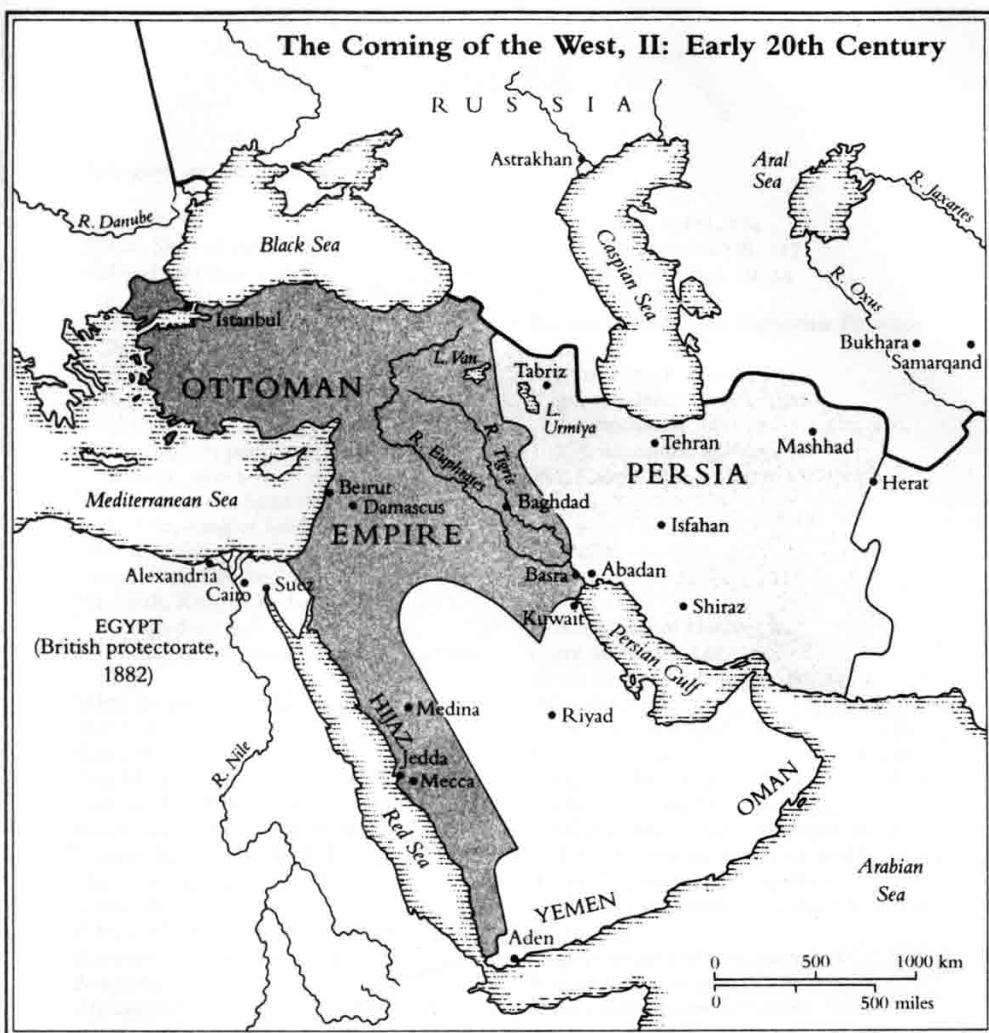 The Coming of the West, II: Early 20th Century
RUSSIA
Astrakhan
Aral
Sea
R. Jaxartes
R. Danube
Black Sea
Caspian Sea
R. Oxus
Istanbul
Bukhara
Samarqand
L. Van
Tabriz
OTTOMAN
L.
Urmiya
Tehran
Mashhad
R. Tigris
R. Euphrates
PERSIA
Herat
Mediterranean Sea
Beirut
Damascus
Baghdad
EMPIRE
Isfahan
Alexandria
Cairo
Suez
Basra
Abadan
Kuwait
Shiraz
EGYPT
(British protectorate,
1882)
Persian Gulf
HIJAZ
Medina
Riyad
R. Nile
Jedda
Mecca
OMAN
Red Sea
Arabian
Sea
YEMEN
Aden
0 500 1000 km
0 500 miles